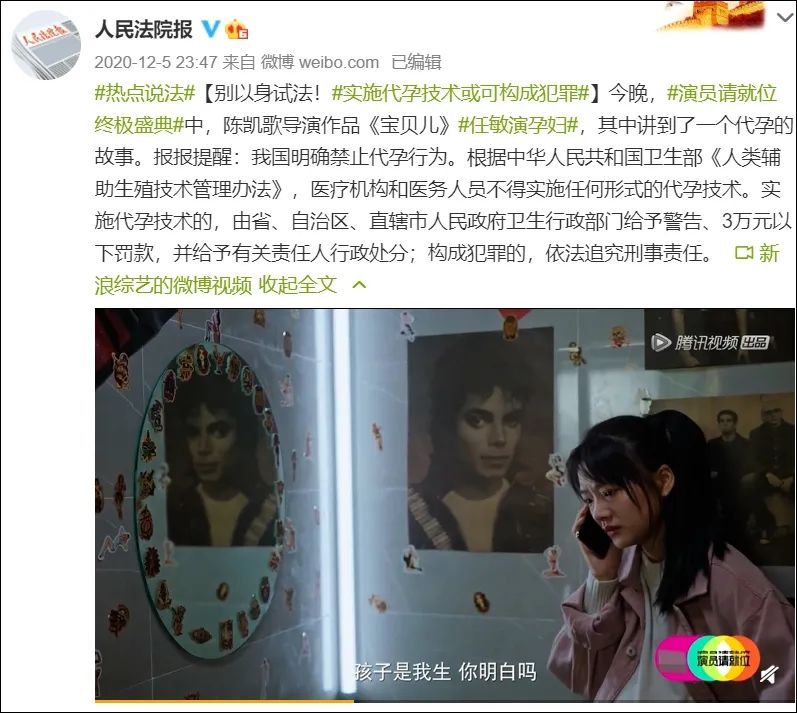 人民法院报
2020-12-5 23:47 来自 微博 weibo.com 已编辑
#热点说法#【别以身试法！#实施代孕技术或可构成犯罪#】今晚，#演员请就位
终极盛典#中，陈凯歌导演作品《宝贝儿》#任敏演孕妇#，其中讲到了一个代孕的
故事。报报提醒：我国明确禁止代孕行为。根据中华人民共和国卫生部《人类辅
助生殖技术管理办法》，医疗机构和医务人员不得实施任何形式的代孕技术。实
施代孕技术的，由省、自治区、直辖市人民政府卫生行政部门给予警告、3万元以
下罚款，并给予有关责任人行政处分；构成犯罪的，依法追究刑事责任。 新
浪综艺的微博视频 收起全文
腾讯视频 出品
孩子是我生 你明白吗
演员请就位